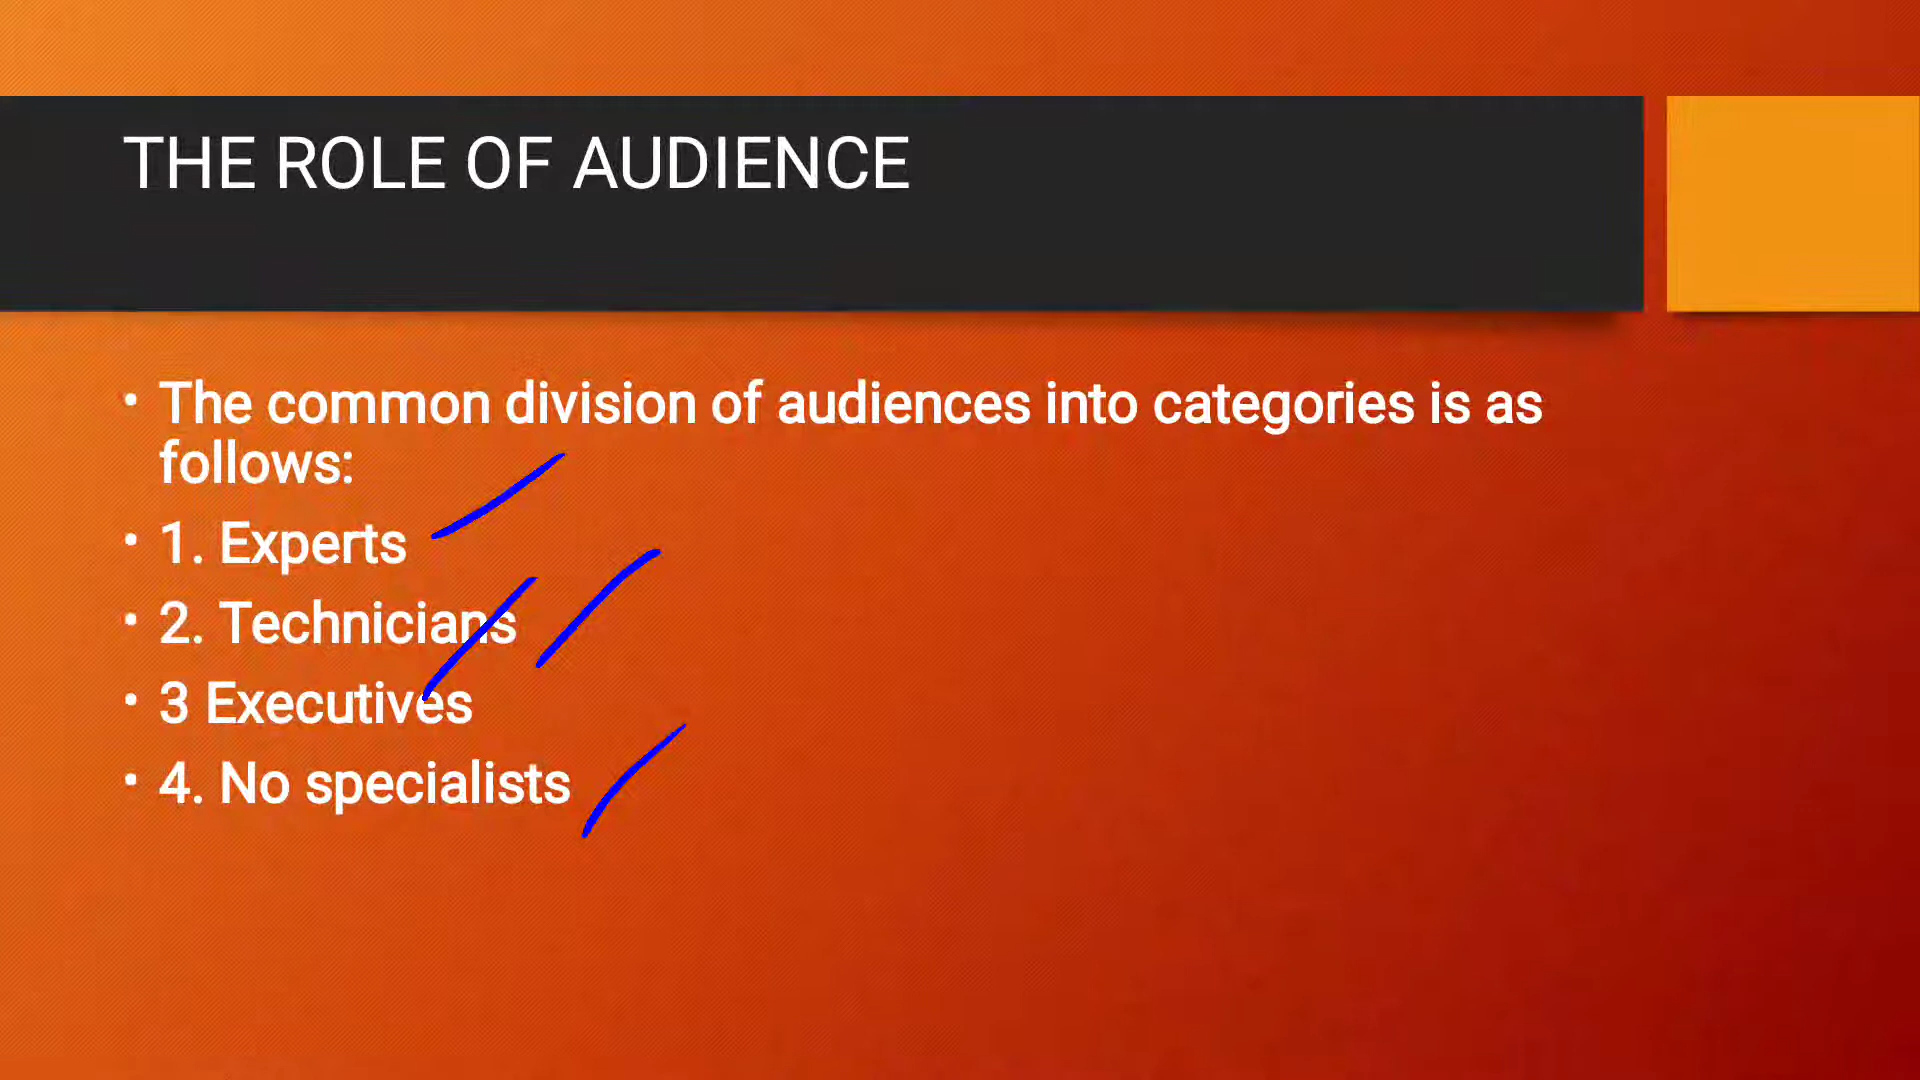 THE ROLE OF AUDIENCE
• The common division of audiences into categories is as
follows:
• 1. Experts
• 2. Technicians
• 3 Executives
• 4. No specialists